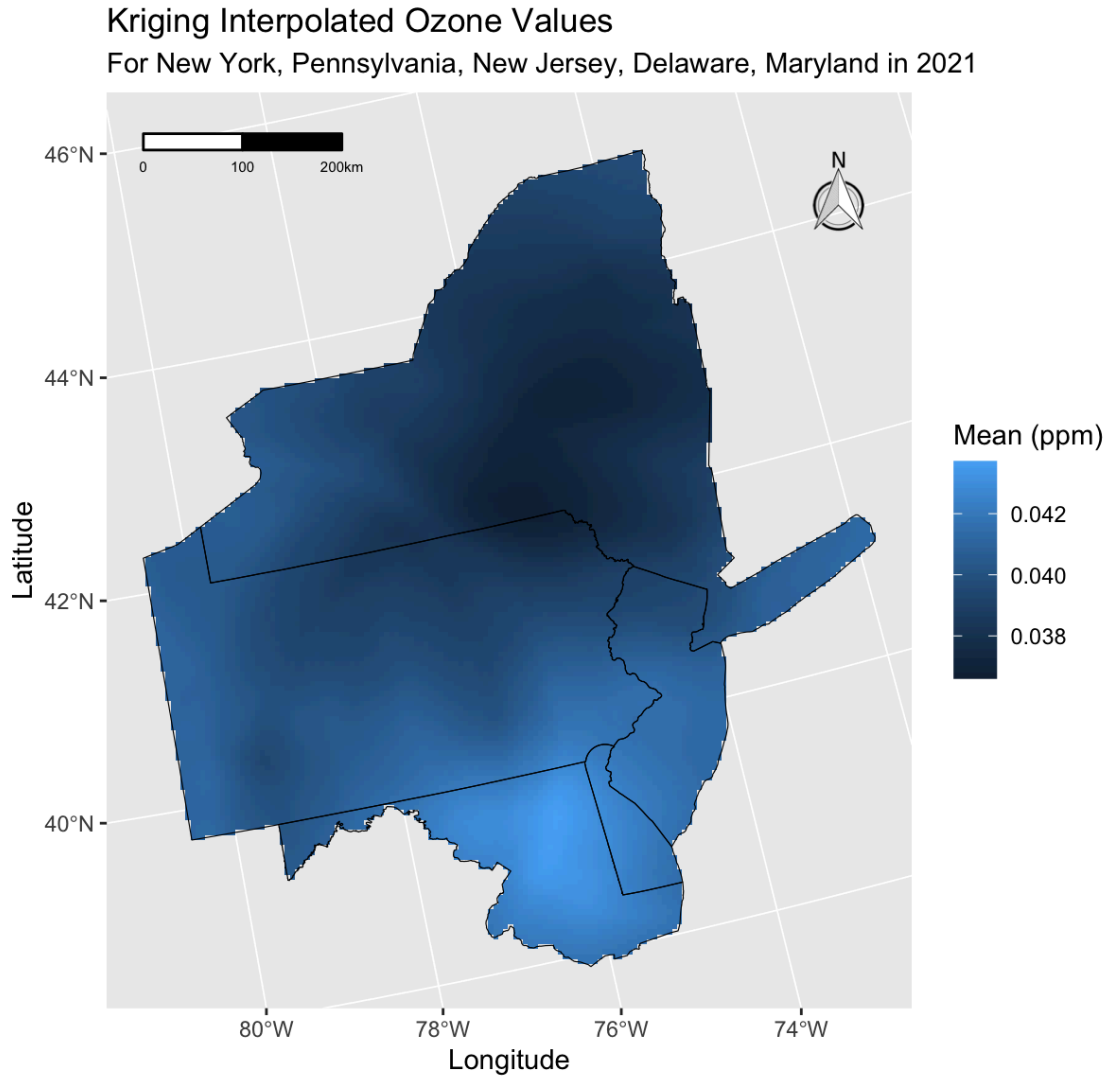 Kriging Interpolated Ozone Values
For New York, Pennsylvania, New Jersey, Delaware, Maryland in 2021
0 100 200km
N
46°N
44°N
42°N
40°N
Latitude
80°W 78°W 76°W 74°W
Longitude
Mean (ppm)
0.042
0.040
0.038